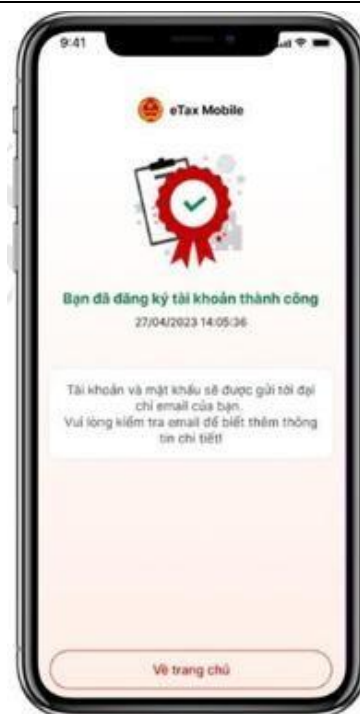 9:41
eTax Mobile
Bạn đã đăng ký tài khoản thành công
27/04/2023 14:05:36
Tài khoản và mật khẩu sẽ được gửi tới đại
chỉ email của bạn.
Vui lòng kiểm tra email để biết thêm thông
tin chi tiết!
Về trang chủ